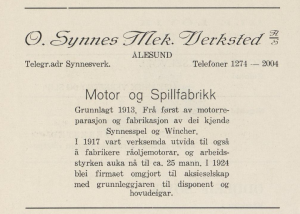 O. Synnes Mek. Verksted A/S
ÅLESUND
Telegr.adr Synnesverk. Telefoner 1274 — 2004
Motor og Spillfabrikk
Grunnlagt 1913. Frå først av motorre-
parasjon og fabrikasjon av dei kjende
Synnesspel og Wincher.
I 1917 vart verksemda utvida til også
å fabrikere råoljemotorar, og arbeids-
styrken auka nå til ca. 25 mann. I 1924
blei firmaet omgjort til aksieselskap
med grunnleggjaren til disponent og
hovudeigar.